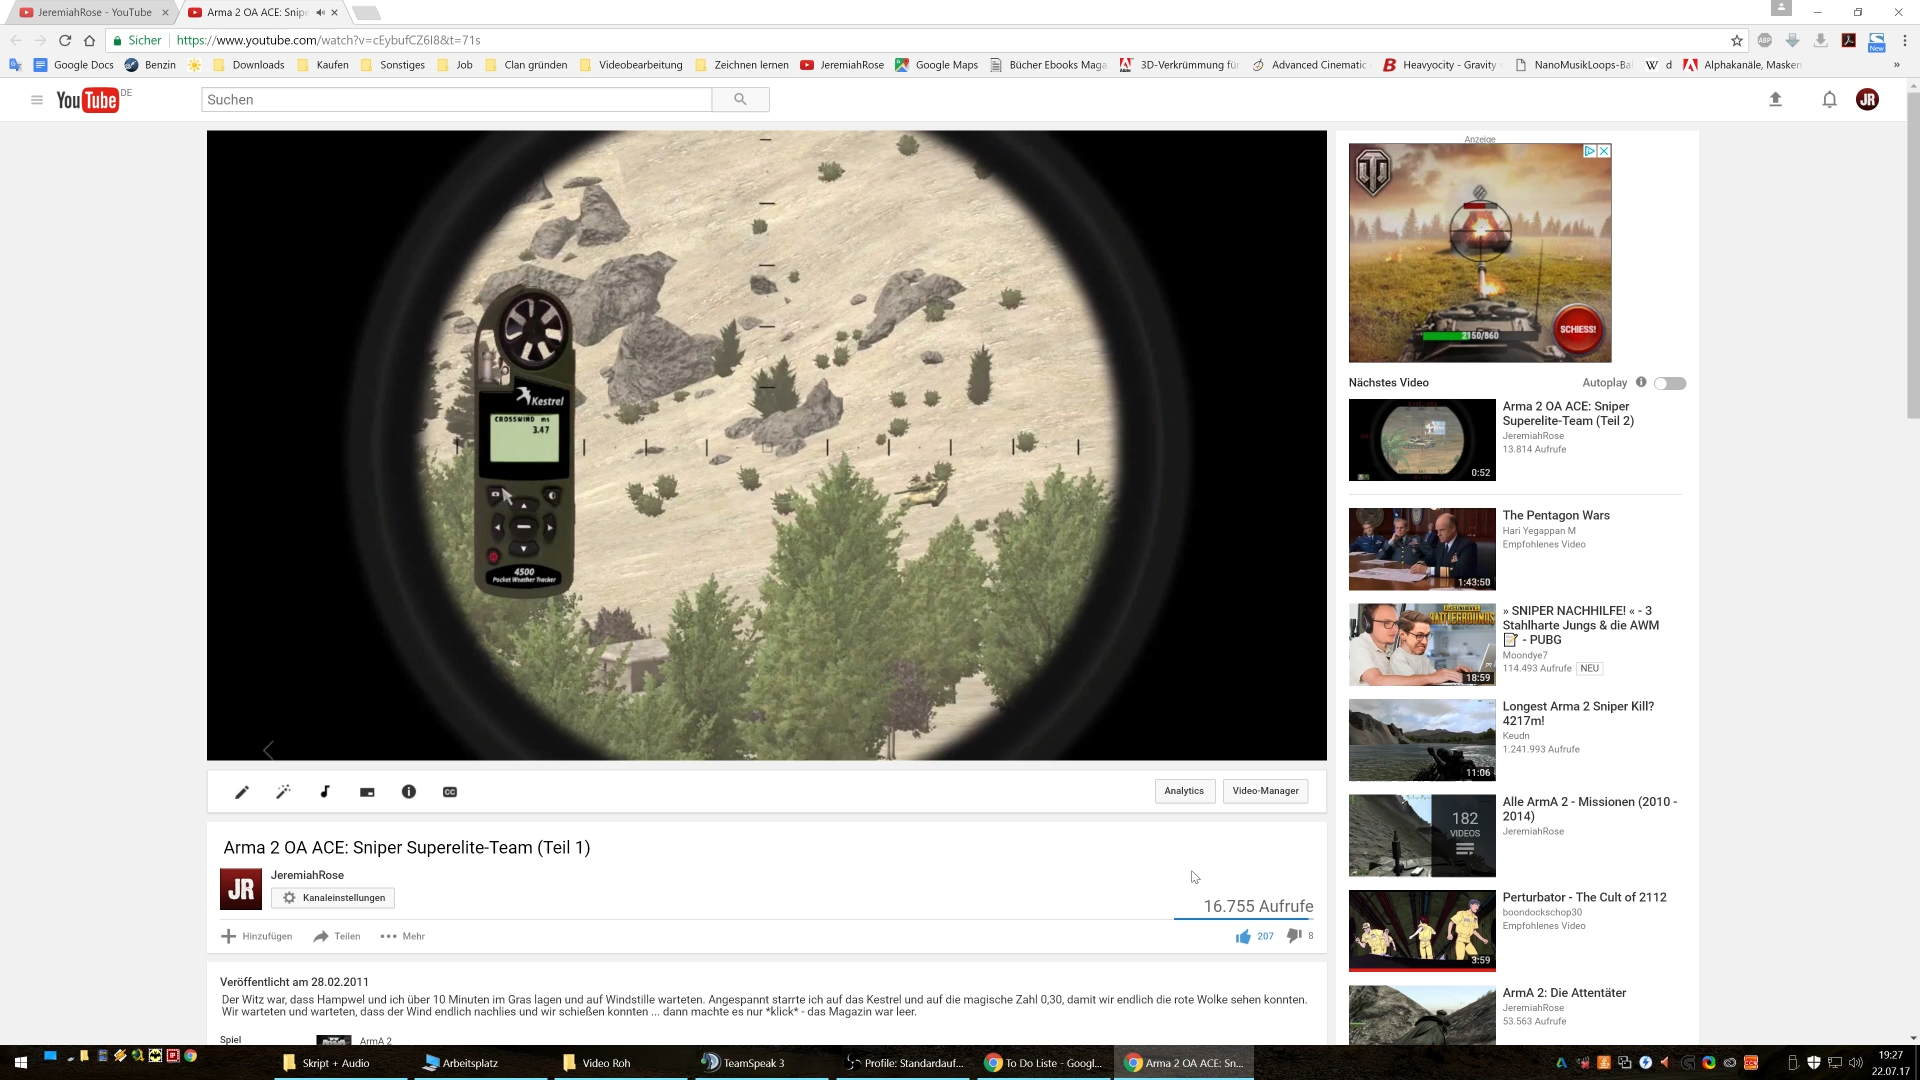 JeremiahRose - YouTube
Arma 2 OA ACE: Snipe
Sicher
https://www.youtube.com/watch?v=cEybufCZ6I8&t=71s
ABP
New
Google Docs
Benzin
Downloads
Kaufen
Sonstiges
Job
Clan gründen
Videobearbeitung
Zeichnen lernen
JeremiahRose
Google Maps
Bücher Ebooks Maga
3D-Verkrümmung für
Advanced Cinematic
Heavyocity - Gravity
NanoMusikLoops-Bal
W d
Alphakanäle, Masken
»
YouTube DE
Suchen
JR
Kestrel
CROSSWIND ms
3.47
4500
Pocket Weather Tracker
Anzeige
SCHIESS!
2150/860
Nächstes Video
Autoplay
Arma 2 OA ACE: Sniper
Superelite-Team (Teil 2)
JeremiahRose
13.814 Aufrufe
0:52
The Pentagon Wars
Hari Yegappan M
Empfohlenes Video
1:43:50
» SNIPER NACHHILFE! « - 3
Stahlharte Jungs & die AWM
📝 - PUBG
Moondye7
114.493 Aufrufe NEU
BATTLEGROUNDS
18:59
Longest Arma 2 Sniper Kill?
4217m!
Keudn
1.241.993 Aufrufe
11:06
Alle ArmA 2 - Missionen (2010 -
2014)
JeremiahRose
182
VIDEOS
Perturbator - The Cult of 2112
boondockschop30
Empfohlenes Video
3:59
ArmA 2: Die Attentäter
JeremiahRose
53.563 Aufrufe
CC
Analytics
Video-Manager
Arma 2 OA ACE: Sniper Superelite-Team (Teil 1)
JR
JeremiahRose
Kanaleinstellungen
16.755 Aufrufe
Hinzufügen
Teilen
Mehr
207
8
Veröffentlicht am 28.02.2011
Der Witz war, dass Hampwel und ich über 10 Minuten im Gras lagen und auf Windstille warteten. Angespannt starrte ich auf das Kestrel und auf die magische Zahl 0,30, damit wir endlich die rote Wolke sehen konnten.
Wir warteten und warteten, dass der Wind endlich nachlies und wir schießen konnten ... dann machte es nur *klick* - das Magazin war leer.
Spiel
ArmA 2
Skript + Audio
Arbeitsplatz
Video Roh
TeamSpeak 3
Profile: Standardauf...
To Do Liste - Googl...
Arma 2 OA ACE: Sn...
19:27
22.07.17